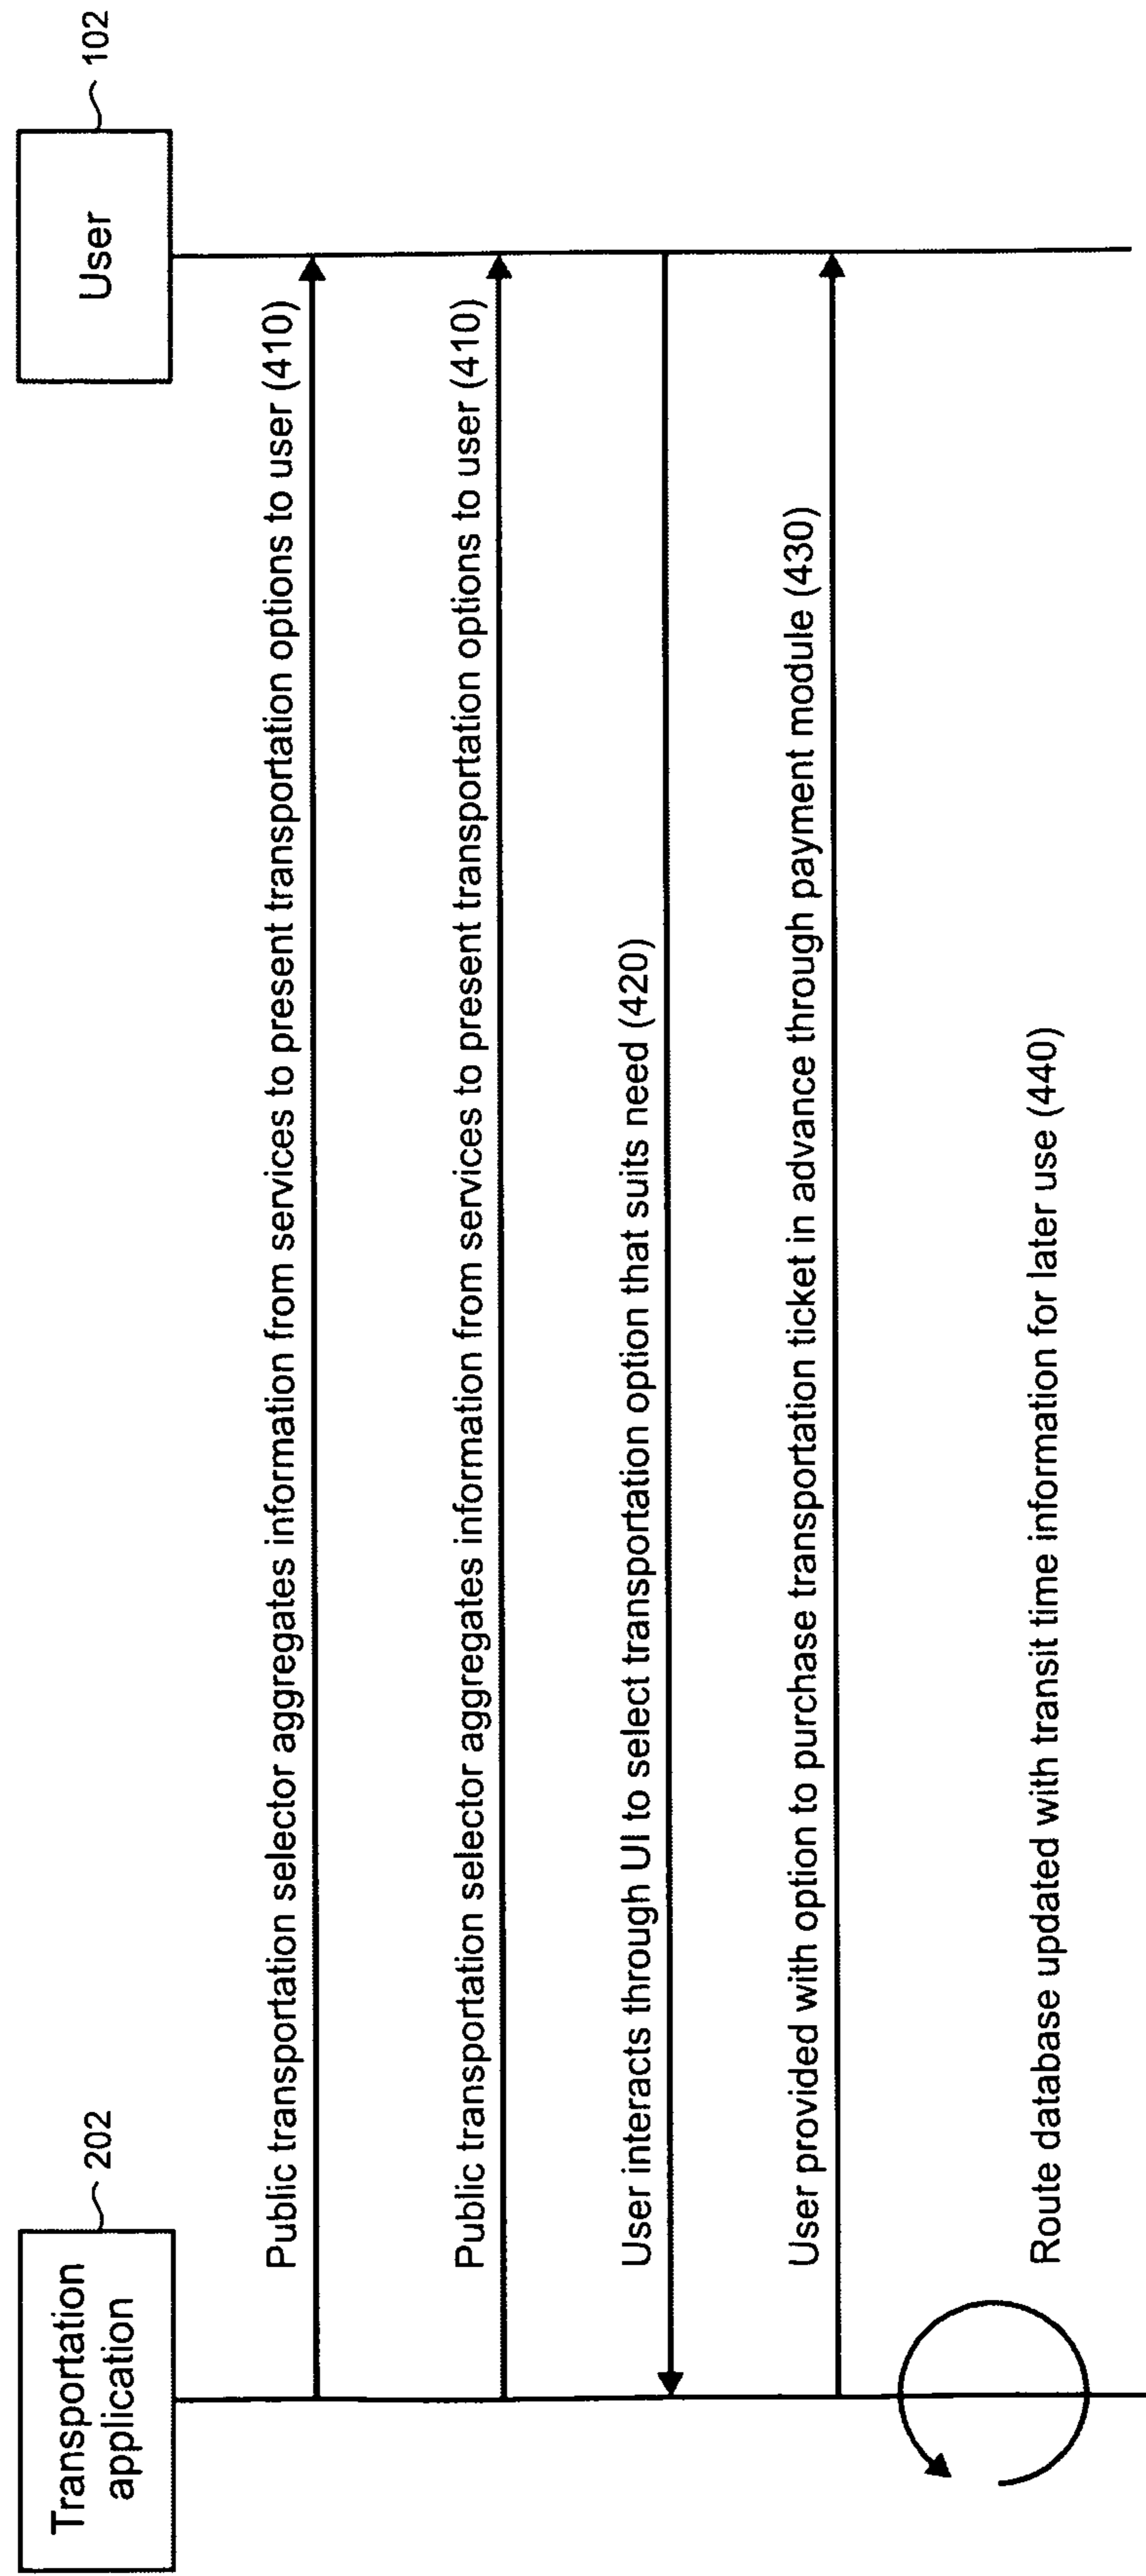 Transportation
application
202
User
102
Public transportation selector aggregates information from services to present transportation options to user (410)
Public transportation selector aggregates information from services to present transportation options to user (410)
User interacts through UI to select transportation option that suits need (420)
User provided with option to purchase transportation ticket in advance through payment module (430)
Route database updated with transit time information for later use (440)